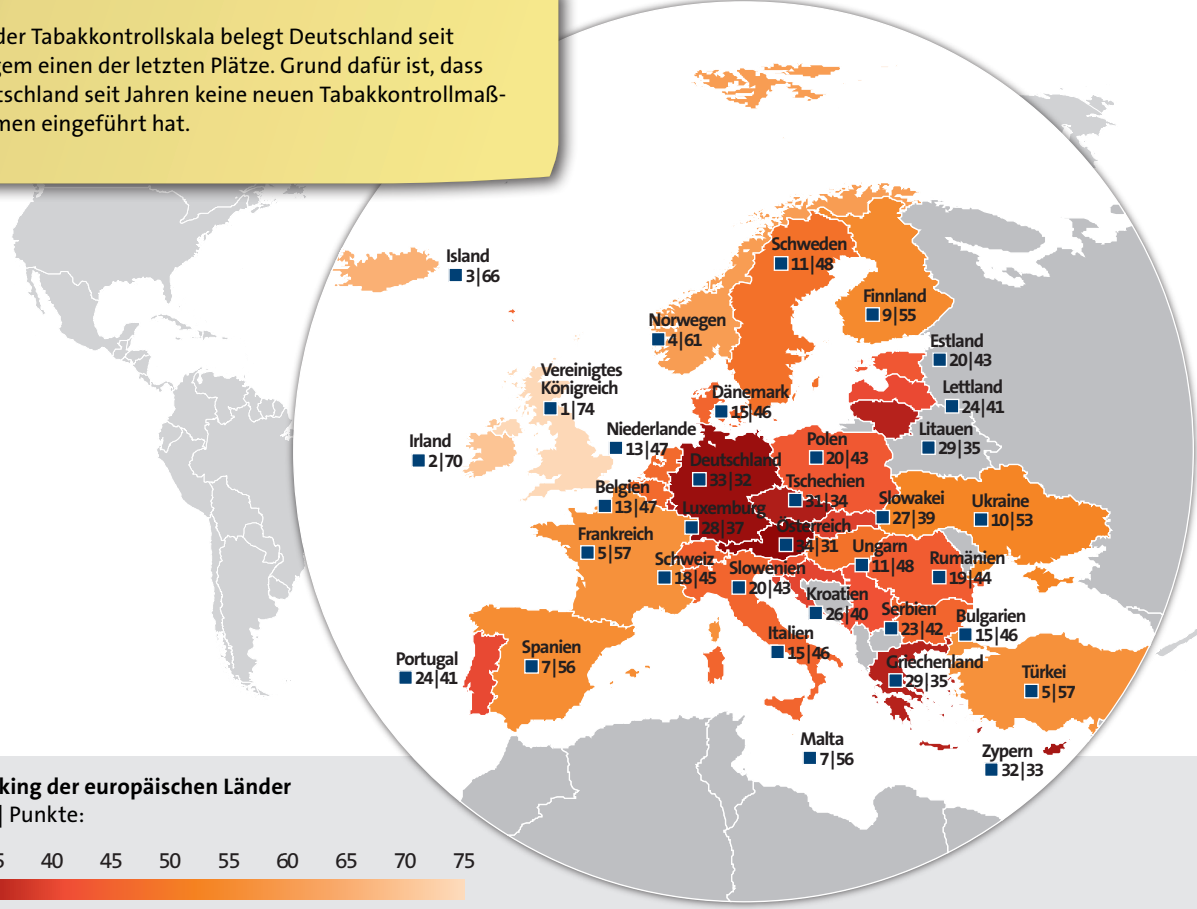 der Tabakkontrollskala belegt Deutschland seit
gem einen der letzten Plätze. Grund dafür ist, dass
tschland seit Jahren keine neuen Tabakkontrollmaß-
men eingeführt hat.
Island
3|66
Schweden
11|48
Finnland
9|55
Norwegen
4|61
Estland
20|43
Vereinigtes
Königreich
1|74
Dänemark
15|46
Lettland
24|41
Irland
2|70
Niederlande
13|47
Litauen
29|35
Polen
20|43
Deutschland
33|32
Tschechien
31|34
Belgien
13|47
Luxemburg
28|37
Slowakei
27|39
Ukraine
10|53
Frankreich
5|57
Österreich
34|31
Schweiz
18|45
Slowenien
20|43
Ungarn
11|48
Rumänien
19|44
Kroatien
26|40
Serbien
23|42
Bulgarien
15|46
Italien
15|46
Portugal
24|41
Spanien
7|56
Griechenland
29|35
Türkei
5|57
Malta
7|56
Zypern
32|33
king der europäischen Länder
| Punkte:
5 40 45 50 55 60 65 70 75